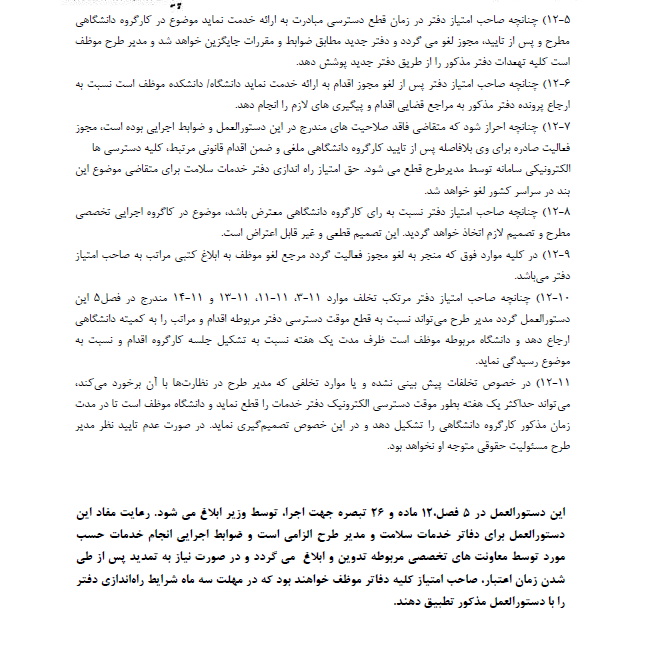 ۱۲-۵) چنانچه صاحب امتیاز دفتر در زمان قطع دسترسی مبادرت به ارائه خدمت نماید موضوع در کارگروه دانشگاهی
مطرح و پس از تایید، مجوز لغو می گردد و دفتر جدید مطابق ضوابط و مقررات جایگزین خواهد شد و مدیر طرح موظف
است کلیه تهعدات دفتر مذکور را از طریق دفتر جدید پوشش دهد.
۱۲-۶) چنانچه صاحب امتیاز دفتر پس از لغو مجوز اقدام به ارائه خدمت نماید دانشگاه/ دانشکده موظف است نسبت به
ارجاع پرونده دفتر مذکور به مراجع قضایی اقدام و پیگیری های لازم را انجام دهد.
۱۲-۷) چنانچه احراز شود که متقاضی فاقد صلاحیت های مندرج در این دستورالعمل و ضوابط اجرایی بوده است، مجوز
فعالیت صادره برای وی بلافاصله پس از تایید کارگروه دانشگاهی ملغی و ضمن اقدام قانونی مرتبط، کلیه دسترسی ها
الکترونیکی سامانه توسط مدیرطرح قطع می شود. حق امتیاز راه اندازی دفتر خدمات سلامت برای متقاضی موضوع این
بند در سراسر کشور لغو خواهد شد.
۱۲-۸) چنانچه صاحب امتیاز دفتر نسبت به رای کارگروه دانشگاهی معترض باشد، موضوع در کاگروه اجرایی تخصصی
مطرح و تصمیم لازم اتخاذ خواهد گردید. این تصمیم قطعی و غیر قابل اعتراض است.
۱۲-۹) در کلیه موارد فوق که منجر به لغو مجوز فعالیت گردد مرجع لغو موظف به ابلاغ کتبی مراتب به صاحب امتیاز
دفتر می‌باشد.
۱۲-۱۰) چنانچه صاحب امتیاز دفتر مرتکب تخلف موارد ۱۱-۳، ۱۱-۱۱، ۱۱-۱۳ و ۱۱-۱۴ مندرج در فصل۵ این
دستورالعمل گردد مدیر طرح می‌تواند نسبت به قطع موقت دسترسی دفتر مربوطه اقدام و مراتب را به کمیته دانشگاهی
ارجاع دهد و دانشگاه مربوطه موظف است ظرف مدت یک هفته نسبت به تشکیل جلسه کارگروه اقدام و نسبت به
موضوع رسیدگی نماید.
۱۲-۱۱) در خصوص تخلفات پیش بینی نشده و یا موارد تخلفی که مدیر طرح در نظارت‌ها با آن برخورد می‌کند،
می‌تواند حداکثر یک هفته بطور موقت دسترسی الکترونیک دفتر خدمات را قطع نماید و دانشگاه موظف است تا در مدت
زمان مذکور کارگروه دانشگاهی را تشکیل دهد و در این خصوص تصمیم‌گیری نماید. در صورت عدم تایید نظر مدیر
طرح مسئولیت حقوقی متوجه او نخواهد بود.
این دستورالعمل در ۵ فصل،۱۲ ماده و ۲۶ تبصره جهت اجرا، توسط وزیر ابلاغ می شود. رعایت مفاد این
دستورالعمل برای دفاتر خدمات سلامت و مدیر طرح الزامی است و ضوابط اجرایی انجام خدمات حسب
مورد توسط معاونت های تخصصی مربوطه تدوین و ابلاغ می گردد و در صورت نیاز به تمدید پس از طی
شدن زمان اعتبار، صاحب امتیاز کلیه دفاتر موظف خواهند بود که در مهلت سه ماه شرایط راه‌اندازی دفتر
را با دستورالعمل مذکور تطبیق دهند.